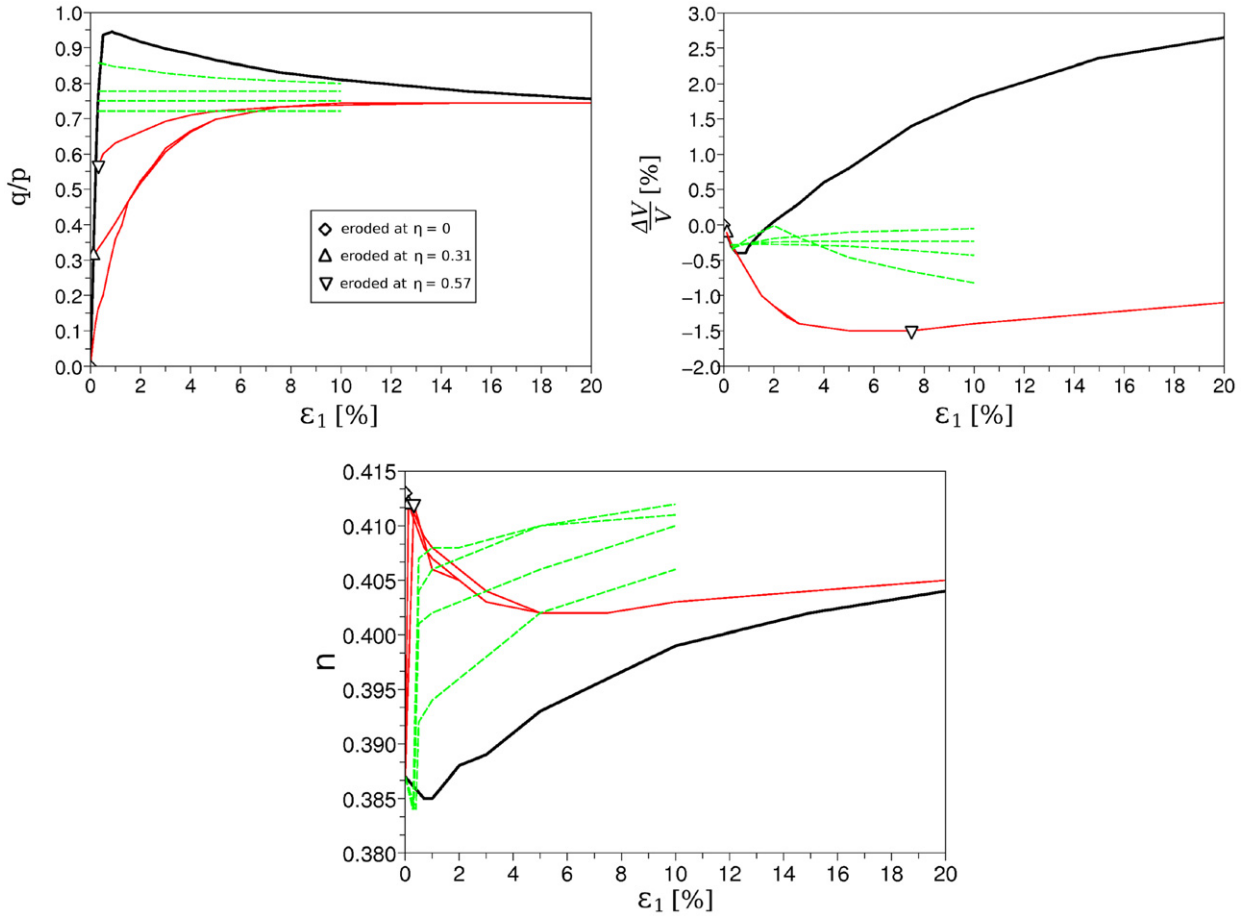 1.0
0.9
0.8
0.7
0.6
0.5
0.4
0.3
0.2
0.1
0.0
q/p
0 2 4 6 8 10 12 14 16 18 20
ε₁ [%]
eroded at η = 0
eroded at η = 0.31
eroded at η = 0.57
3.0
2.5
2.0
1.5
1.0
0.5
0.0
−0.5
−1.0
−1.5
−2.0
ΔV/V [%]
0 2 4 6 8 10 12 14 16 18 20
ε₁ [%]
0.415
0.410
0.405
0.400
0.395
0.390
0.385
0.380
n
0 2 4 6 8 10 12 14 16 18 20
ε₁ [%]